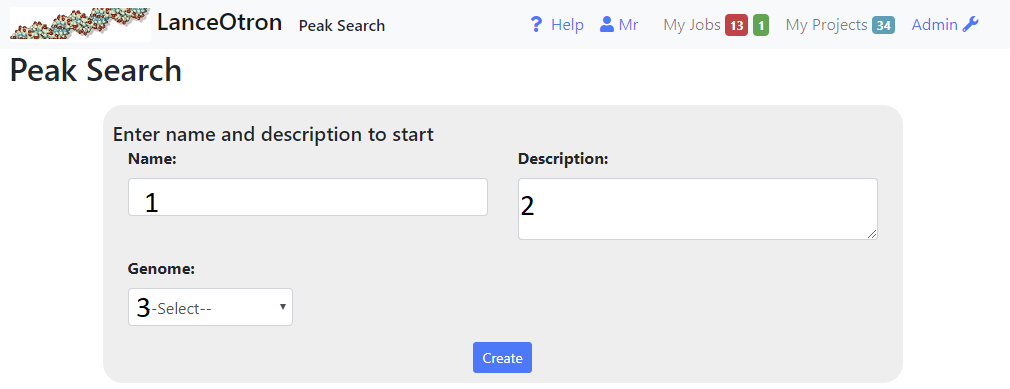 LanceOtron Peak Search ? Help Mr My Jobs 13 1 My Projects 34 Admin
Peak Search
Enter name and description to start
Name: Description:
1 2
Genome:
3-Select--
Create